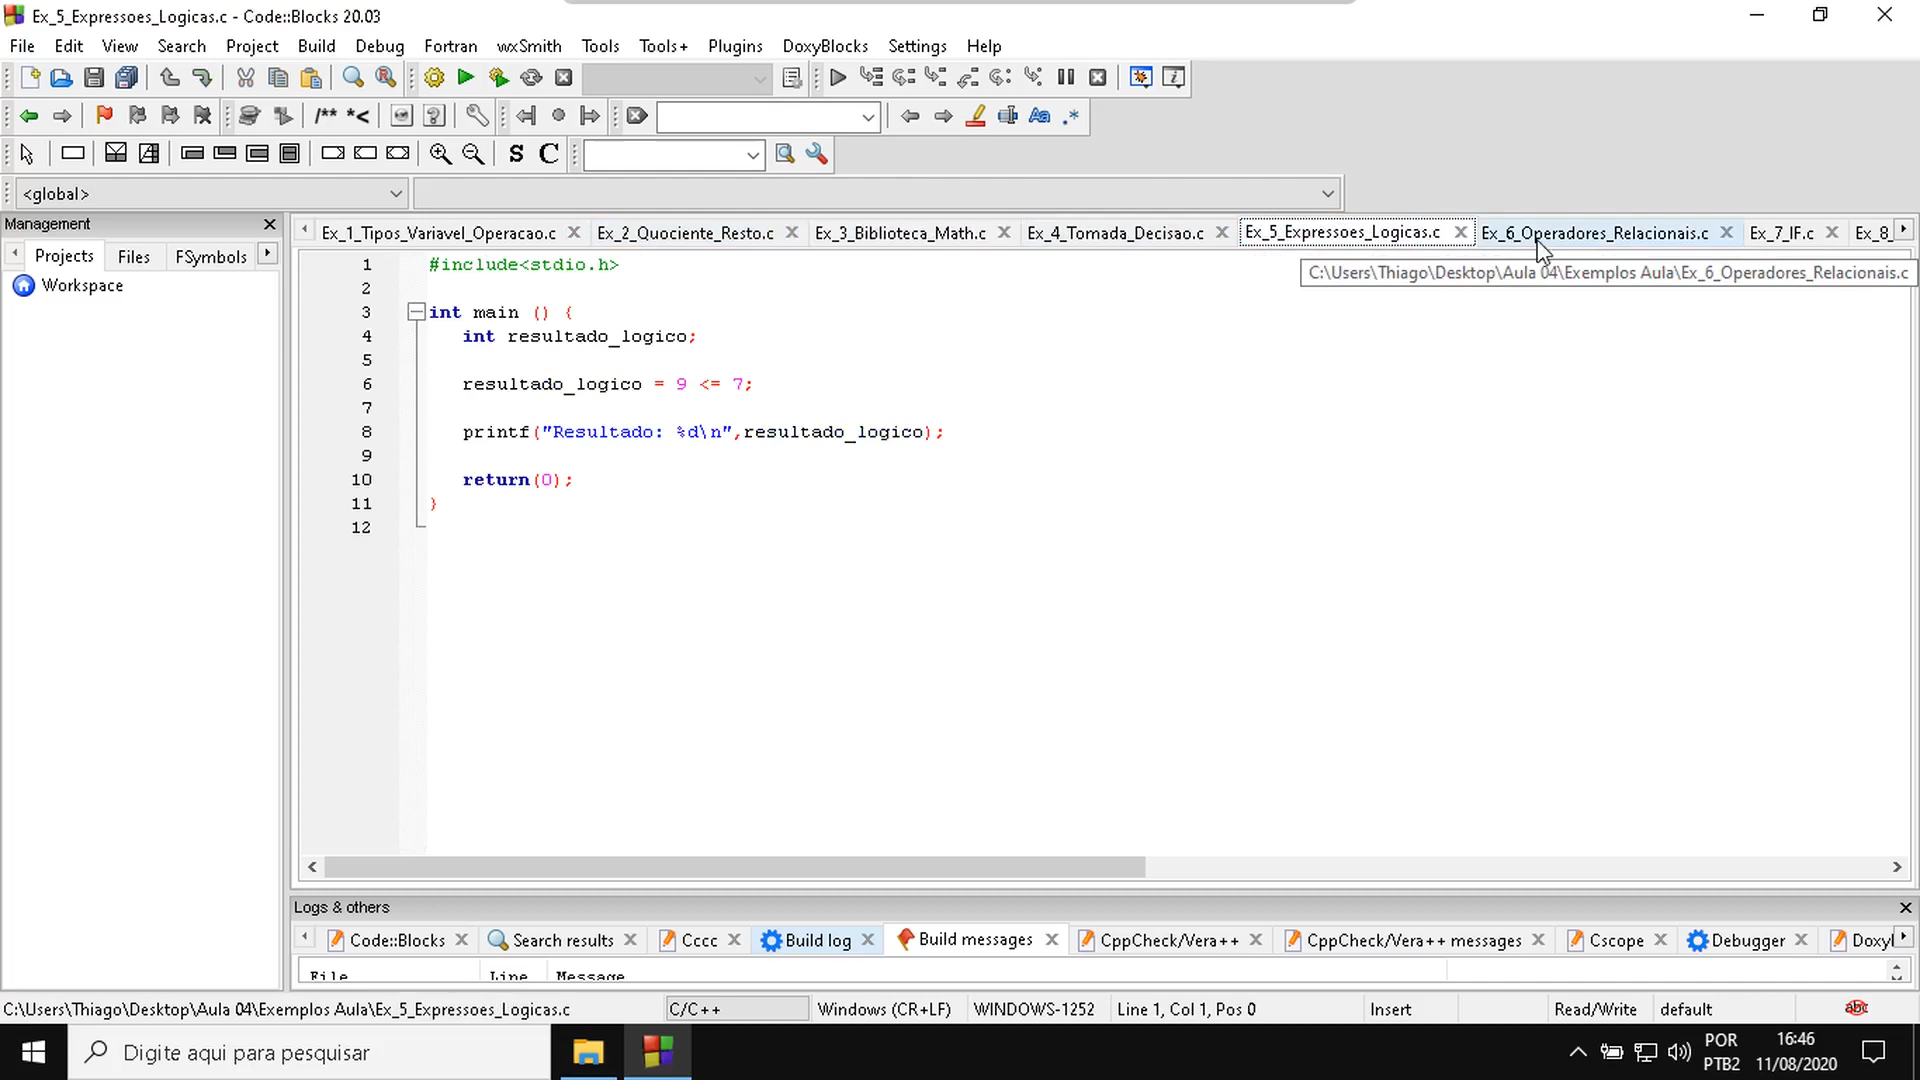 Ex_5_Expressoes_Logicas.c - Code::Blocks 20.03
File Edit View Search Project Build Debug Fortran wxSmith Tools Tools+ Plugins DoxyBlocks Settings Help
/** *<
Aa .*
S C
<global>
Management
Projects Files FSymbols
Workspace
Ex_1_Tipos_Variavel_Operacao.c Ex_2_Quociente_Resto.c Ex_3_Biblioteca_Math.c Ex_4_Tomada_Decisao.c Ex_5_Expressoes_Logicas.c Ex_6_Operadores_Relacionais.c Ex_7_IF.c Ex_8_
C:\Users\Thiago\Desktop\Aula 04\Exemplos Aula\Ex_6_Operadores_Relacionais.c
1 #include<stdio.h>
2
3 int main () {
4 int resultado_logico;
5
6 resultado_logico = 9 <= 7;
7
8 printf("Resultado: %d\n",resultado_logico);
9
10 return(0);
11 }
12
Logs & others
Code::Blocks Search results Cccc Build log Build messages CppCheck/Vera++ CppCheck/Vera++ messages Cscope Debugger Doxyl
File Line Message
C:\Users\Thiago\Desktop\Aula 04\Exemplos Aula\Ex_5_Expressoes_Logicas.c C/C++ Windows (CR+LF) WINDOWS-1252 Line 1, Col 1, Pos 0 Insert Read/Write default abc
Digite aqui para pesquisar
POR 16:46
PTB2 11/08/2020